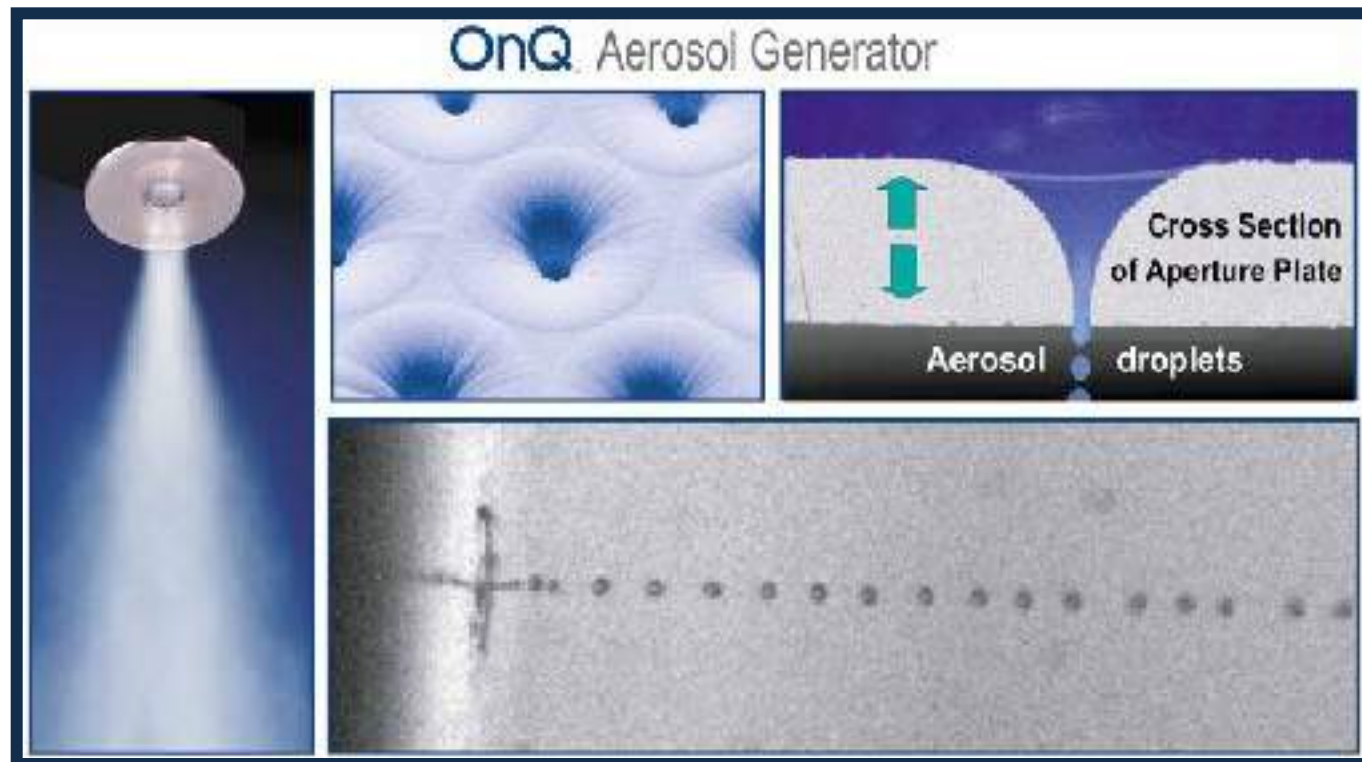 OnQ Aerosol Generator
Cross Section
of Aperture Plate
Aerosol droplets